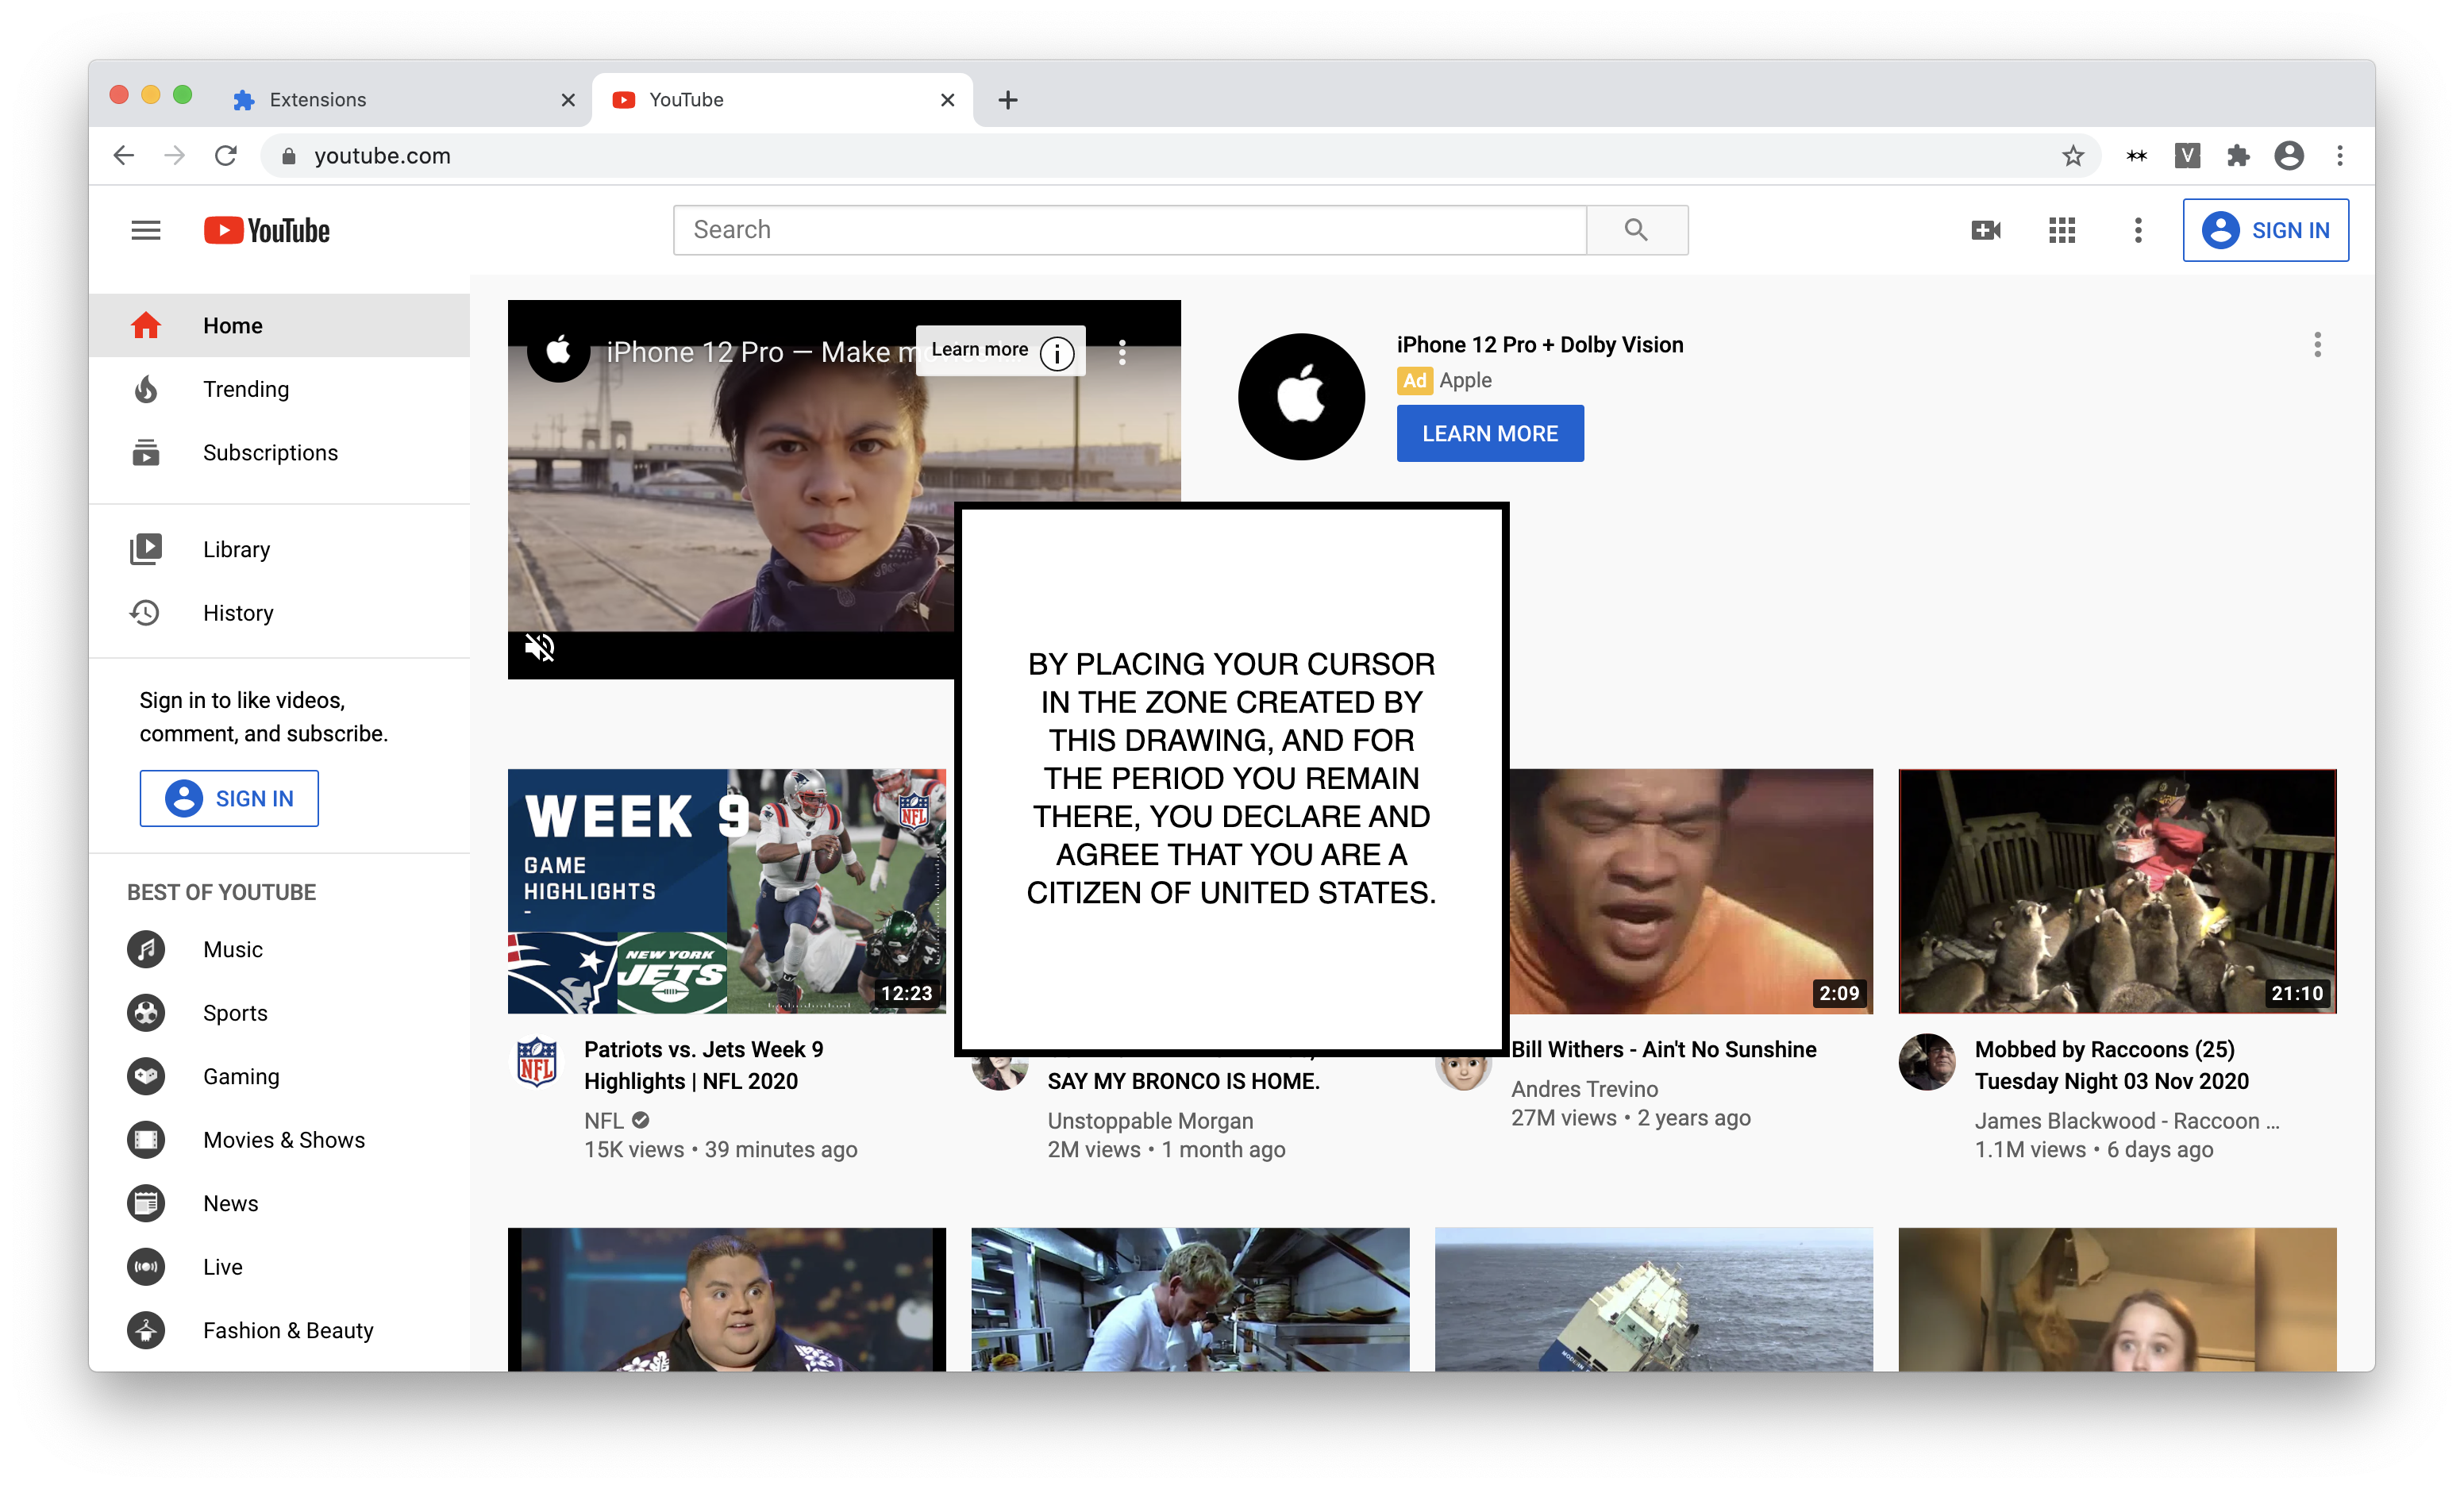 Extensions
YouTube
youtube.com
V
YouTube
Search
SIGN IN
Home
Trending
Subscriptions
Library
History
Sign in to like videos,
comment, and subscribe.
SIGN IN
BEST OF YOUTUBE
Music
Sports
Gaming
Movies & Shows
News
Live
Fashion & Beauty
iPhone 12 Pro — Make
Learn more
iPhone 12 Pro + Dolby Vision
Ad Apple
LEARN MORE
BY PLACING YOUR CURSOR
IN THE ZONE CREATED BY
THIS DRAWING, AND FOR
THE PERIOD YOU REMAIN
THERE, YOU DECLARE AND
AGREE THAT YOU ARE A
CITIZEN OF UNITED STATES.
WEEK 9
GAME
HIGHLIGHTS
-
NFL
NEW YORK
JETS
12:23
NFL
Patriots vs. Jets Week 9
Highlights | NFL 2020
NFL
15K views • 39 minutes ago
SAY MY BRONCO IS HOME.
Unstoppable Morgan
2M views • 1 month ago
2:09
Bill Withers - Ain't No Sunshine
Andres Trevino
27M views • 2 years ago
21:10
Mobbed by Raccoons (25)
Tuesday Night 03 Nov 2020
James Blackwood - Raccoon ...
1.1M views • 6 days ago